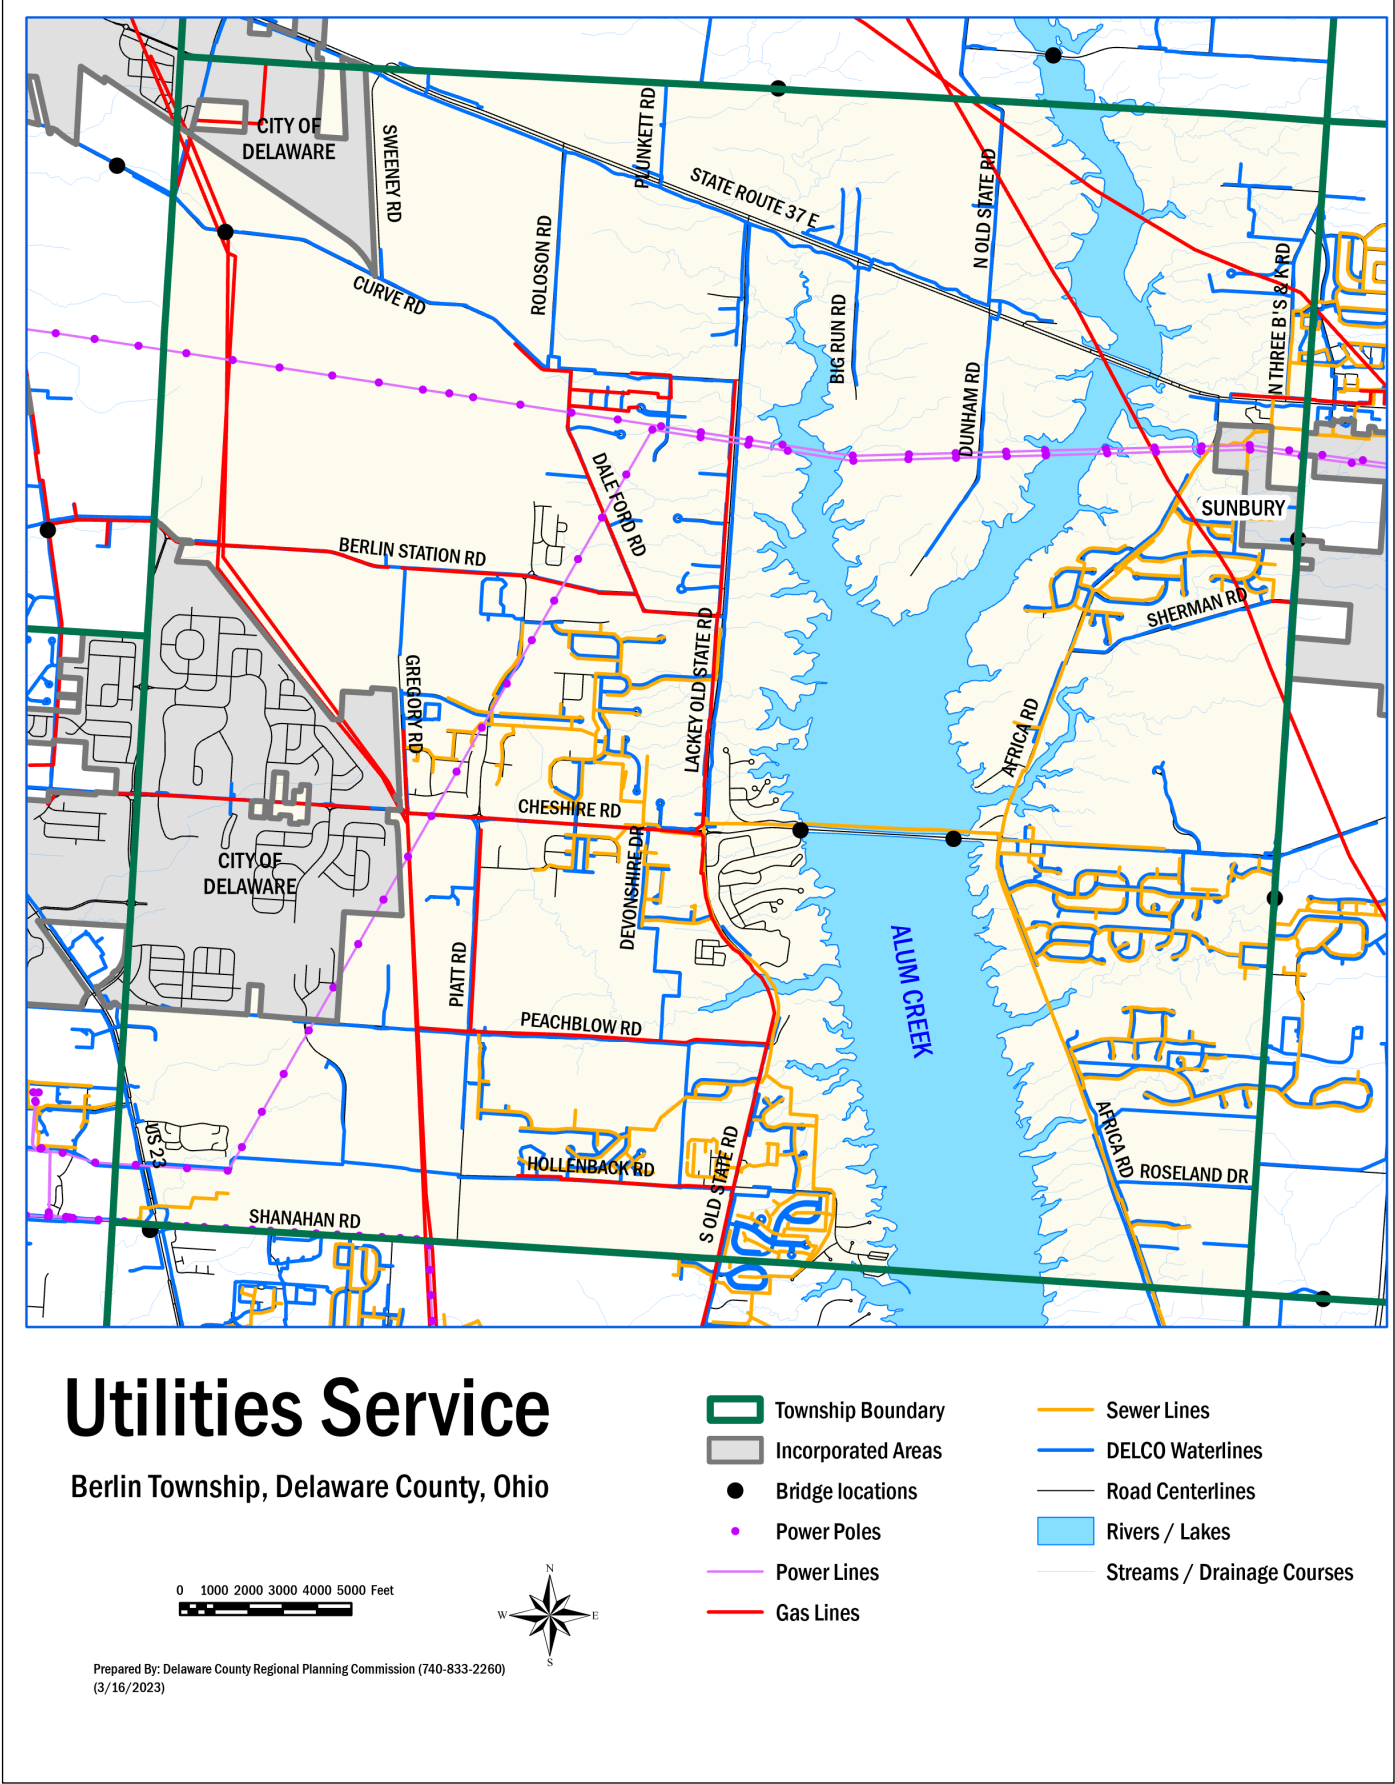 CITY OF
DELAWARE
SWEENEY RD
PLUNKETT RD
STATE ROUTE 37 E
N OLD STATE RD
ROLOSON RD
CURVE RD
BIG RUN RD
N THREE B'S & K RD
DUNHAM RD
DALE FORD RD
SUNBURY
BERLIN STATION RD
SHERMAN RD
LACKEY OLD STATE RD
GREGORY RD
AFRICA RD
CHESHIRE RD
CITY OF
DELAWARE
DEVONSHIRE DR
ALUM CREEK
PIATT RD
PEACHBLOW RD
US 23
AFRICA RD
HOLLENBACK RD
ROSELAND DR
S OLD STATE RD
SHANAHAN RD
Utilities Service
Berlin Township, Delaware County, Ohio
0 1000 2000 3000 4000 5000 Feet
N
W E
S
Prepared By: Delaware County Regional Planning Commission (740-833-2260)
(3/16/2023)
Township Boundary
Incorporated Areas
Bridge locations
Power Poles
Power Lines
Gas Lines
Sewer Lines
DELCO Waterlines
Road Centerlines
Rivers / Lakes
Streams / Drainage Courses